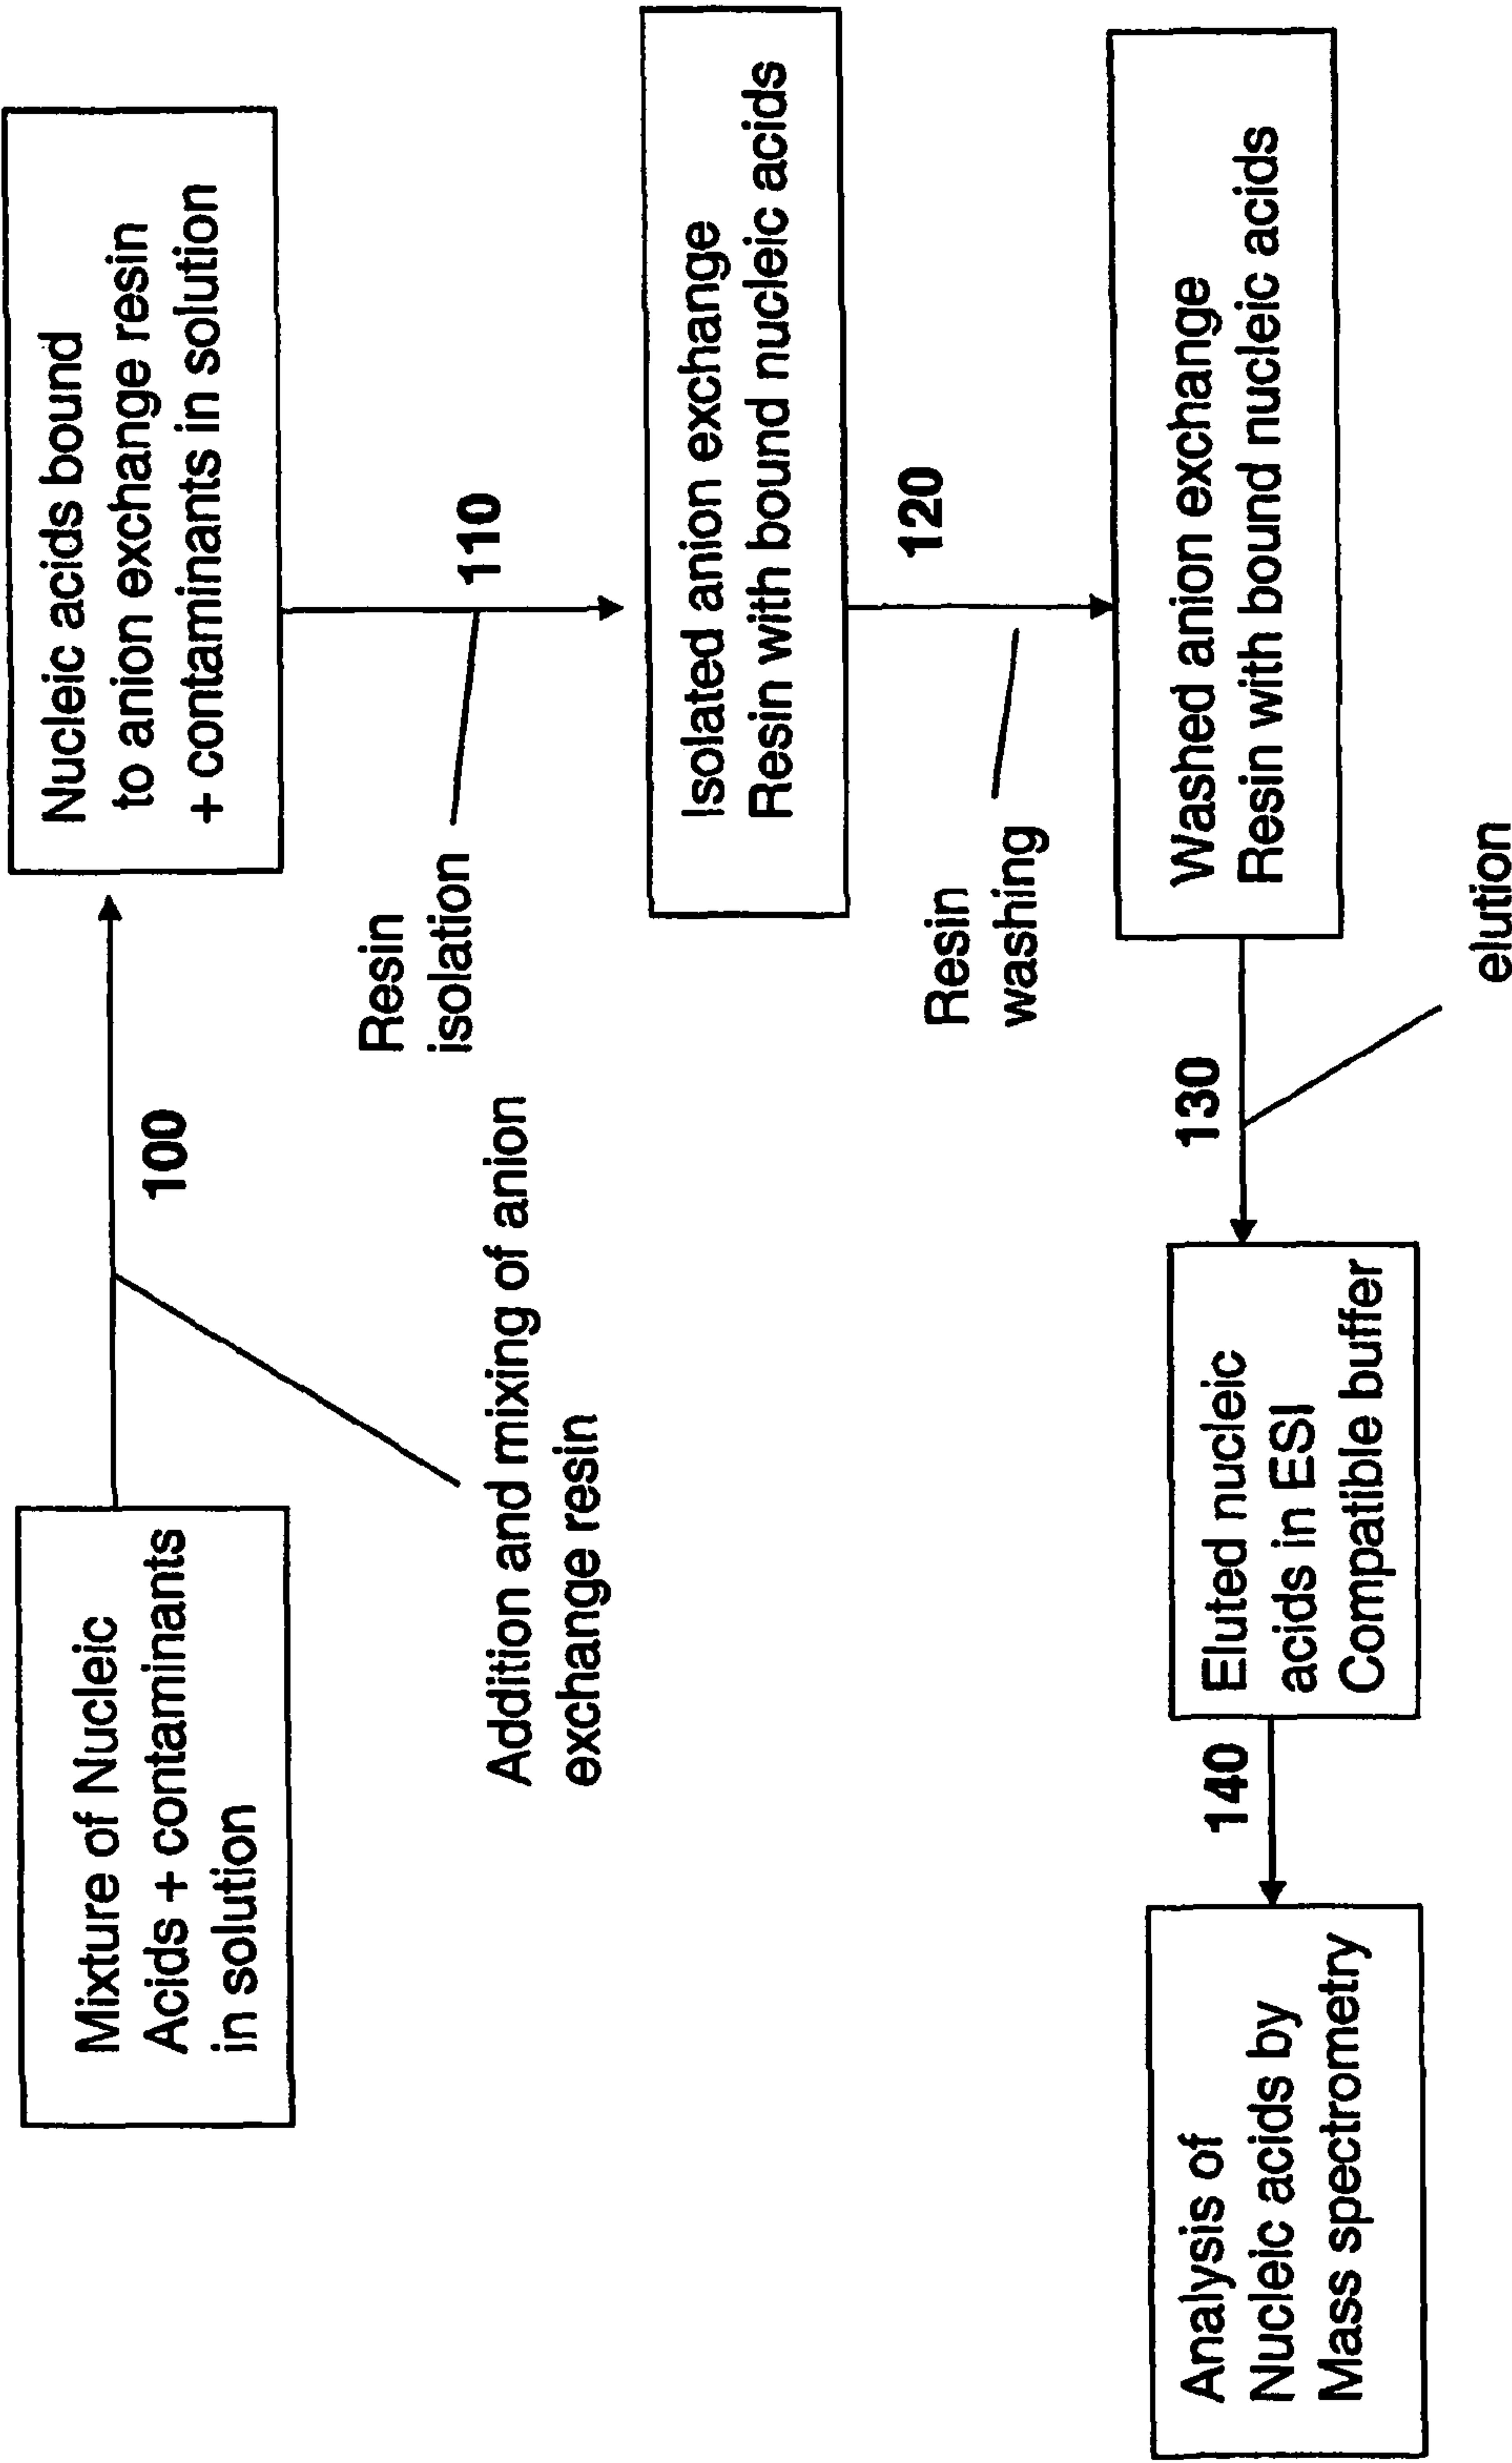 Mixture of Nucleic
Acids + contaminants
in solution
100
Addition and mixing of anion
exchange resin
Nucleic acids bound
to anion exchange resin
+ contaminants in solution
110
Resin
isolation
Isolated anion exchange
Resin with bound nucleic acids
120
Resin
washing
Washed anion exchange
Resin with bound nucleic acids
130
elution
Eluted nucleic
acids in ESI
Compatible buffer
140
Analysis of
Nucleic acids by
Mass spectrometry